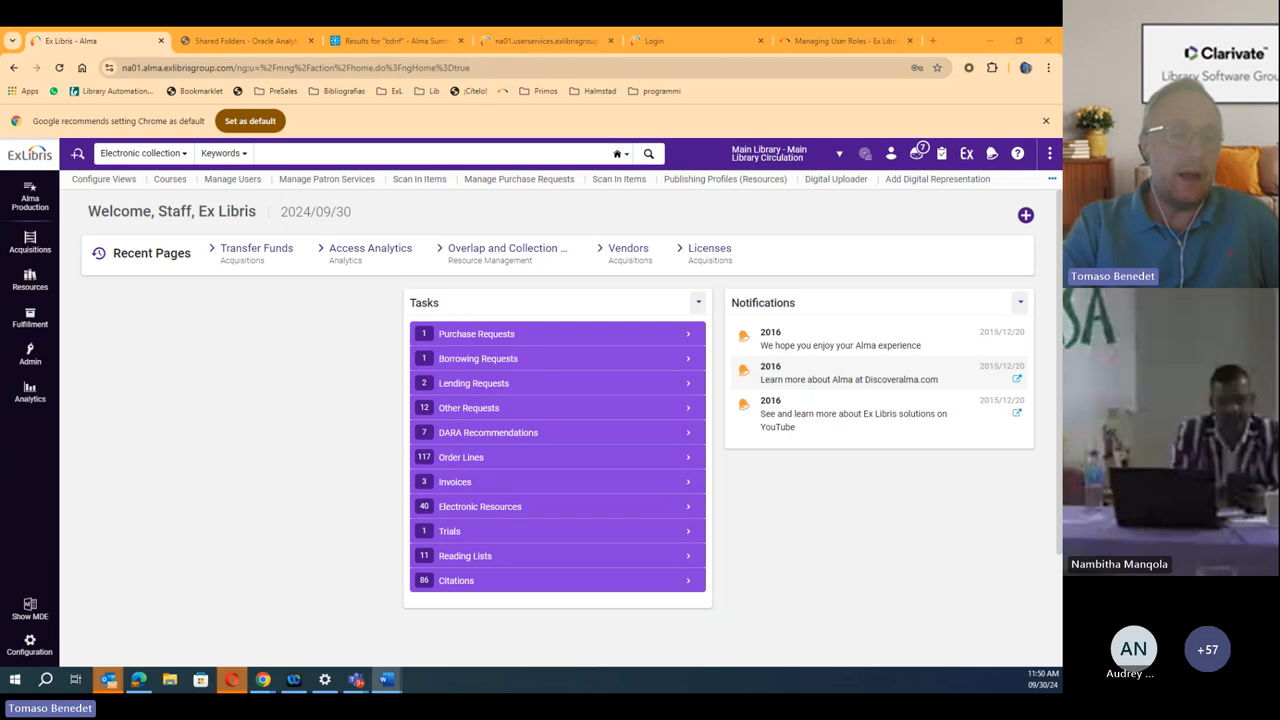 Ex Libris - Alma
Shared Folders - Oracle Analyt
Results for "bdnf" - Alma Summ
na01.userservices.exlibrisgroup
Login
Managing User Roles - Ex Lib
na01.alma.exlibrisgroup.com/ng;u=%2Fmng%2Faction%2Fhome.do%3FngHome%3Dtrue
Apps
Library Automation...
Bookmarklet
PreSales
Bibliografias
ExL
Lib
¡Cítelo!
Primos
Halmstad
programmi
Google recommends setting Chrome as default
Set as default
ExLibris
Electronic collection
Keywords
Main Library - Main
Library Circulation
7
Ex
Configure Views
Courses
Manage Users
Manage Patron Services
Scan In Items
Manage Purchase Requests
Scan In Items
Publishing Profiles (Resources)
Digital Uploader
Add Digital Representation
Alma
Production
Acquisitions
Resources
Fulfillment
Admin
Analytics
Show MDE
Configuration
Welcome, Staff, Ex Libris
2024/09/30
Recent Pages
Transfer Funds
Acquisitions
Access Analytics
Analytics
Overlap and Collection ...
Resource Management
Vendors
Acquisitions
Licenses
Acquisitions
Tasks
1 Purchase Requests
1 Borrowing Requests
2 Lending Requests
12 Other Requests
7 DARA Recommendations
117 Order Lines
3 Invoices
40 Electronic Resources
1 Trials
11 Reading Lists
86 Citations
Notifications
2016 2015/12/20
We hope you enjoy your Alma experience
2016 2015/12/20
Learn more about Alma at Discoveralma.com
2016 2015/12/20
See and learn more about Ex Libris solutions on
YouTube
11:50 AM
09/30/24
Tomaso Benedet
Clarivate
Library Software Grou
Tomaso Benedet
SA
Nambitha Manqola
AN
Audrey ...
+57